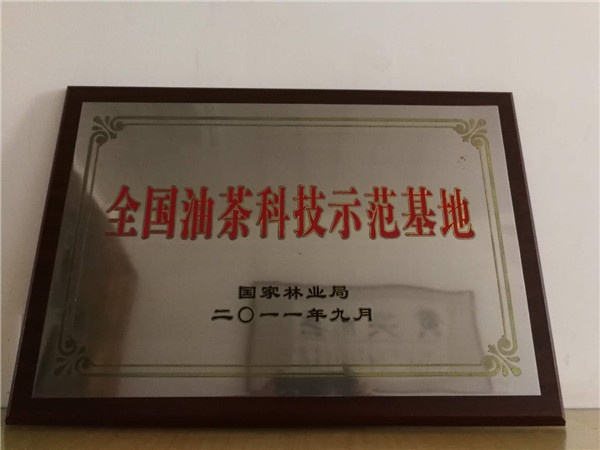 全国油茶科技示范基地
国家林业局
二〇一一年九月